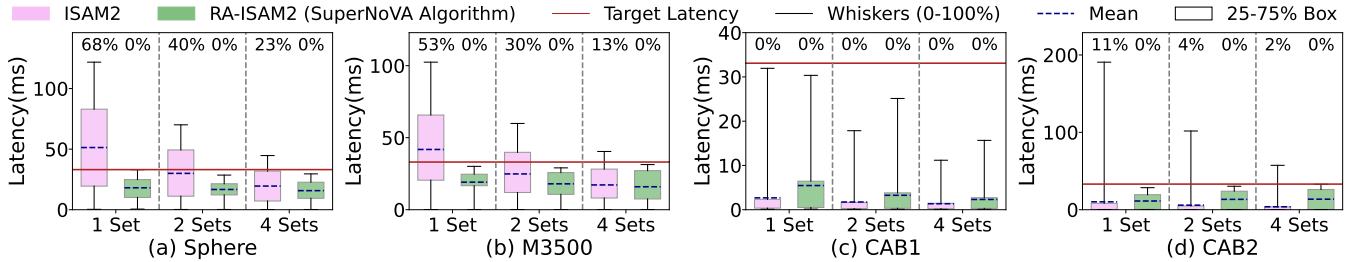 ISAM2 RA-ISAM2 (SuperNoVA Algorithm) Target Latency Whiskers (0-100%) Mean 25-75% Box
Latency(ms)
100
50
0
68% 0% 40% 0% 23% 0%
1 Set 2 Sets 4 Sets
(a) Sphere
Latency(ms)
100
50
0
53% 0% 30% 0% 13% 0%
1 Set 2 Sets 4 Sets
(b) M3500
Latency(ms)
40
30
20
10
0
0% 0% 0% 0% 0% 0%
1 Set 2 Sets 4 Sets
(c) CAB1
Latency(ms)
200
100
0
11% 0% 4% 0% 2% 0%
1 Set 2 Sets 4 Sets
(d) CAB2